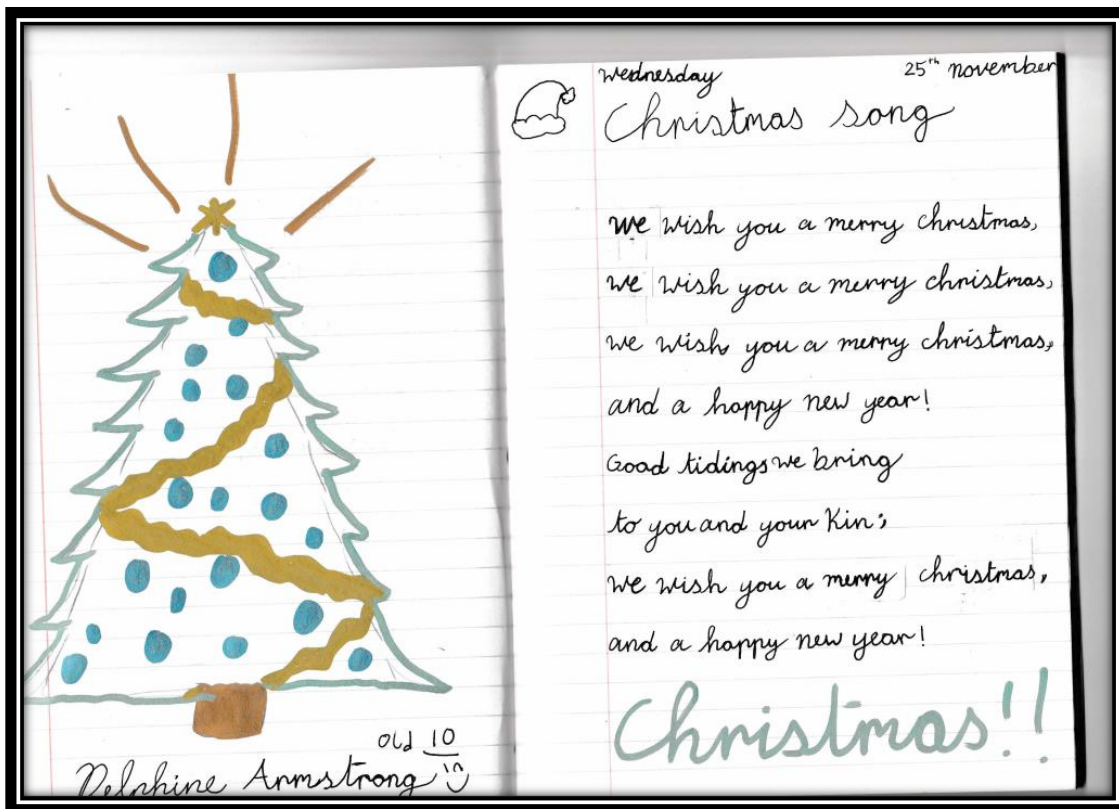 old 10
Delphine Armstrong
wednesday 25th november
Christmas song
we wish you a merry christmas,
we wish you a merry christmas,
we wish you a merry christmas,
and a happy new year!
Good tidings we bring
to you and your Kin;
we wish you a merry christmas,
and a happy new year!
Christmas!!